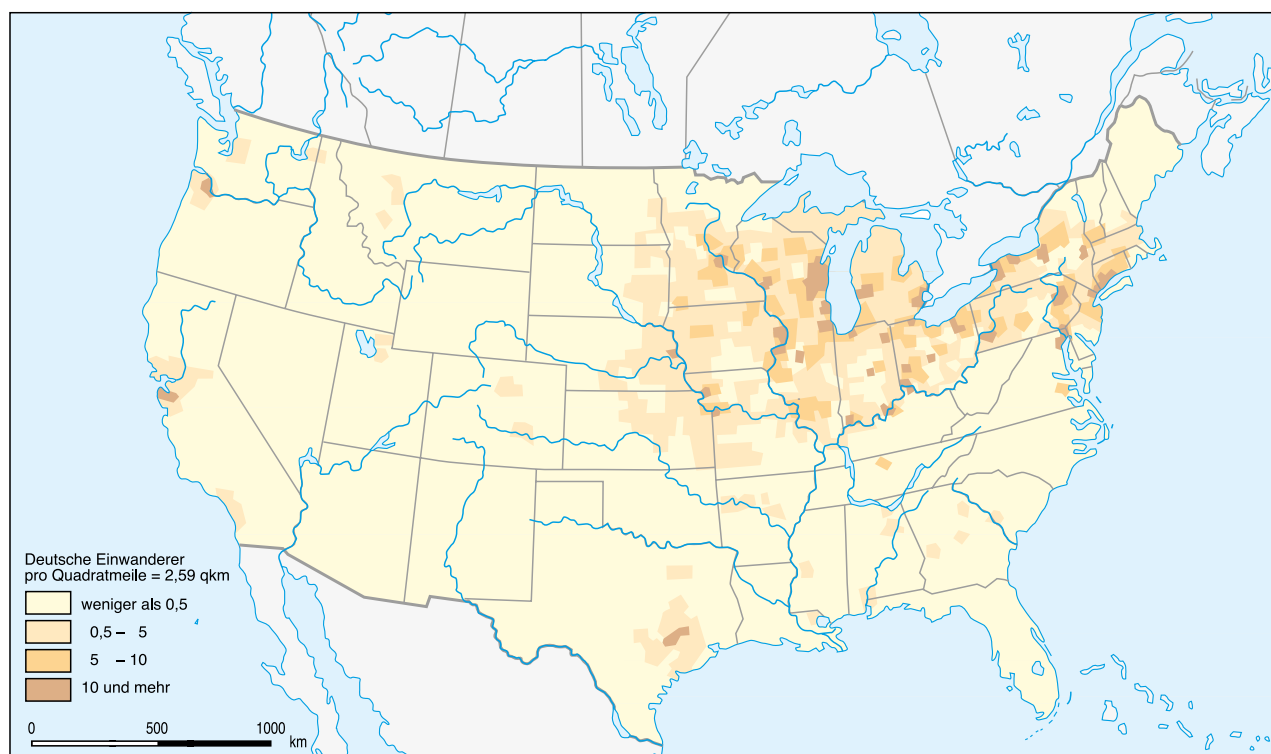 Deutsche Einwanderer
pro Quadratmeile = 2,59 qkm
weniger als 0,5
0,5 – 5
5 – 10
10 und mehr
0 500 1000
km